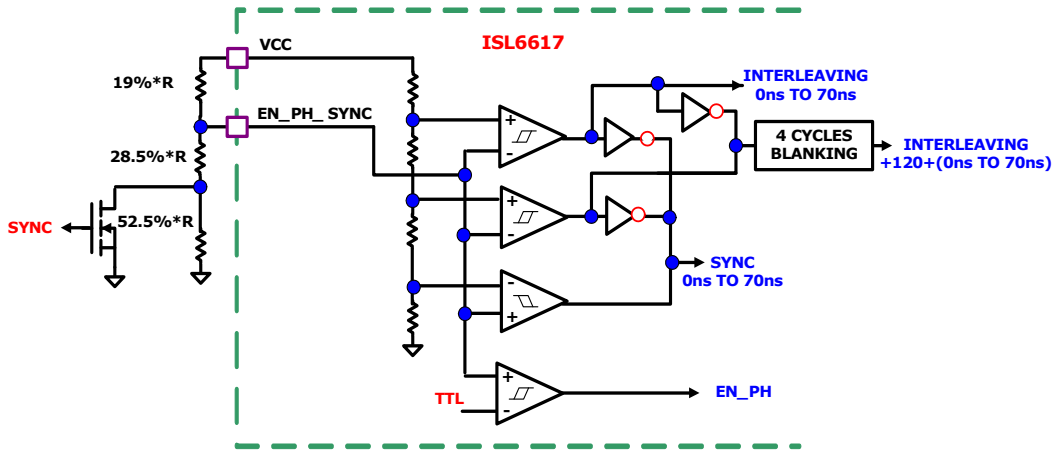 ISL6617
VCC
19%*R
EN_PH_ SYNC
28.5%*R
52.5%*R
SYNC
+
-
+
-
-
+
+
TTL
-
INTERLEAVING
0ns TO 70ns
4 CYCLES
BLANKING
INTERLEAVING
+120+(0ns TO 70ns)
SYNC
0ns TO 70ns
EN_PH